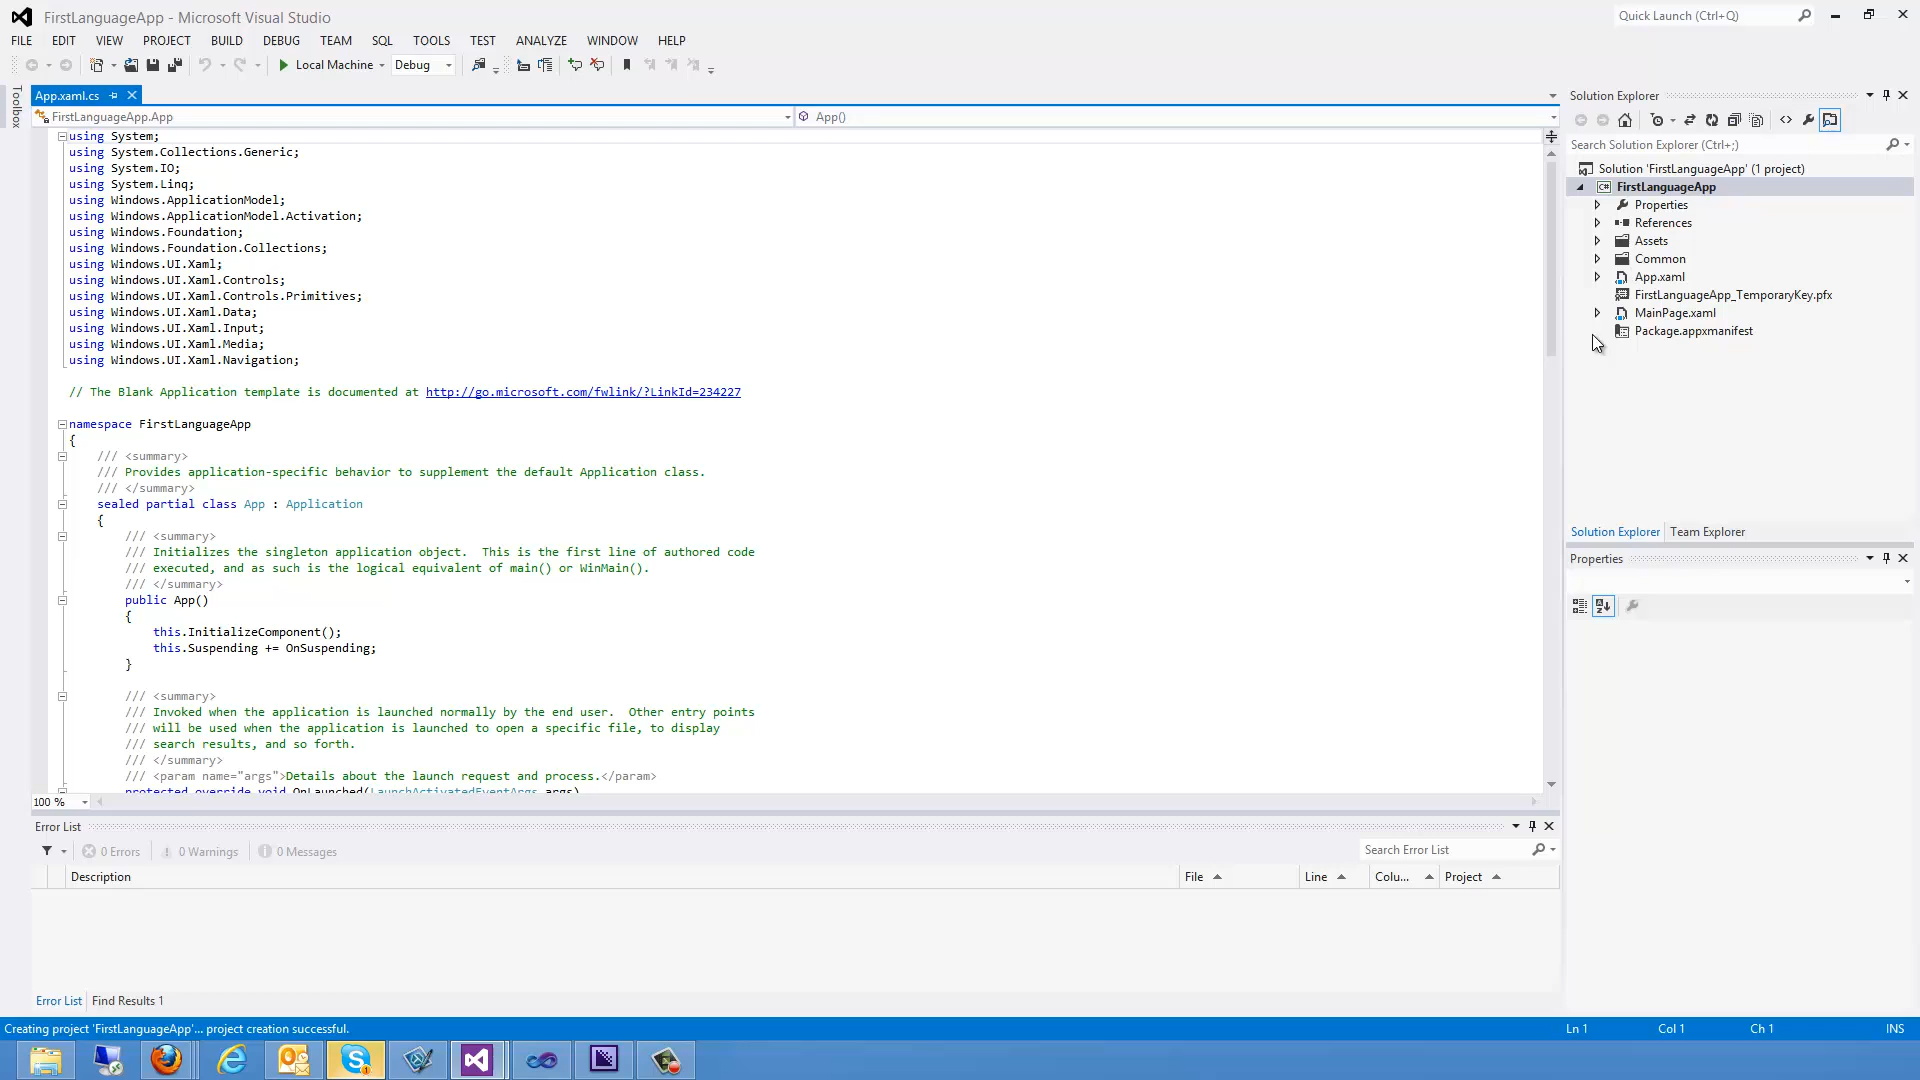 FirstLanguageApp - Microsoft Visual Studio
Quick Launch (Ctrl+Q)
FILE EDIT VIEW PROJECT BUILD DEBUG TEAM SQL TOOLS TEST ANALYZE WINDOW HELP
Local Machine Debug
Toolbox
App.xaml.cs
FirstLanguageApp.App App()
using System;
using System.Collections.Generic;
using System.IO;
using System.Linq;
using Windows.ApplicationModel;
using Windows.ApplicationModel.Activation;
using Windows.Foundation;
using Windows.Foundation.Collections;
using Windows.UI.Xaml;
using Windows.UI.Xaml.Controls;
using Windows.UI.Xaml.Controls.Primitives;
using Windows.UI.Xaml.Data;
using Windows.UI.Xaml.Input;
using Windows.UI.Xaml.Media;
using Windows.UI.Xaml.Navigation;
// The Blank Application template is documented at http://go.microsoft.com/fwlink/?LinkId=234227
namespace FirstLanguageApp
{
/// <summary>
/// Provides application-specific behavior to supplement the default Application class.
/// </summary>
sealed partial class App : Application
{
/// <summary>
/// Initializes the singleton application object.  This is the first line of authored code
/// executed, and as such is the logical equivalent of main() or WinMain().
/// </summary>
public App()
{
this.InitializeComponent();
this.Suspending += OnSuspending;
}
/// <summary>
/// Invoked when the application is launched normally by the end user.  Other entry points
/// will be used when the application is launched to open a specific file, to display
/// search results, and so forth.
/// </summary>
/// <param name="args">Details about the launch request and process.</param>
protected override void OnLaunched(LaunchActivatedEventArgs args)
100 %
Solution Explorer
Search Solution Explorer (Ctrl+;)
Solution 'FirstLanguageApp' (1 project)
C# FirstLanguageApp
Properties
References
Assets
Common
App.xaml
FirstLanguageApp_TemporaryKey.pfx
MainPage.xaml
Package.appxmanifest
Solution Explorer Team Explorer
Properties
Error List
0 Errors 0 Warnings 0 Messages
Search Error List
Description File Line Colu... Project
Error List Find Results 1
Creating project 'FirstLanguageApp'... project creation successful.
Ln 1 Col 1 Ch 1 INS